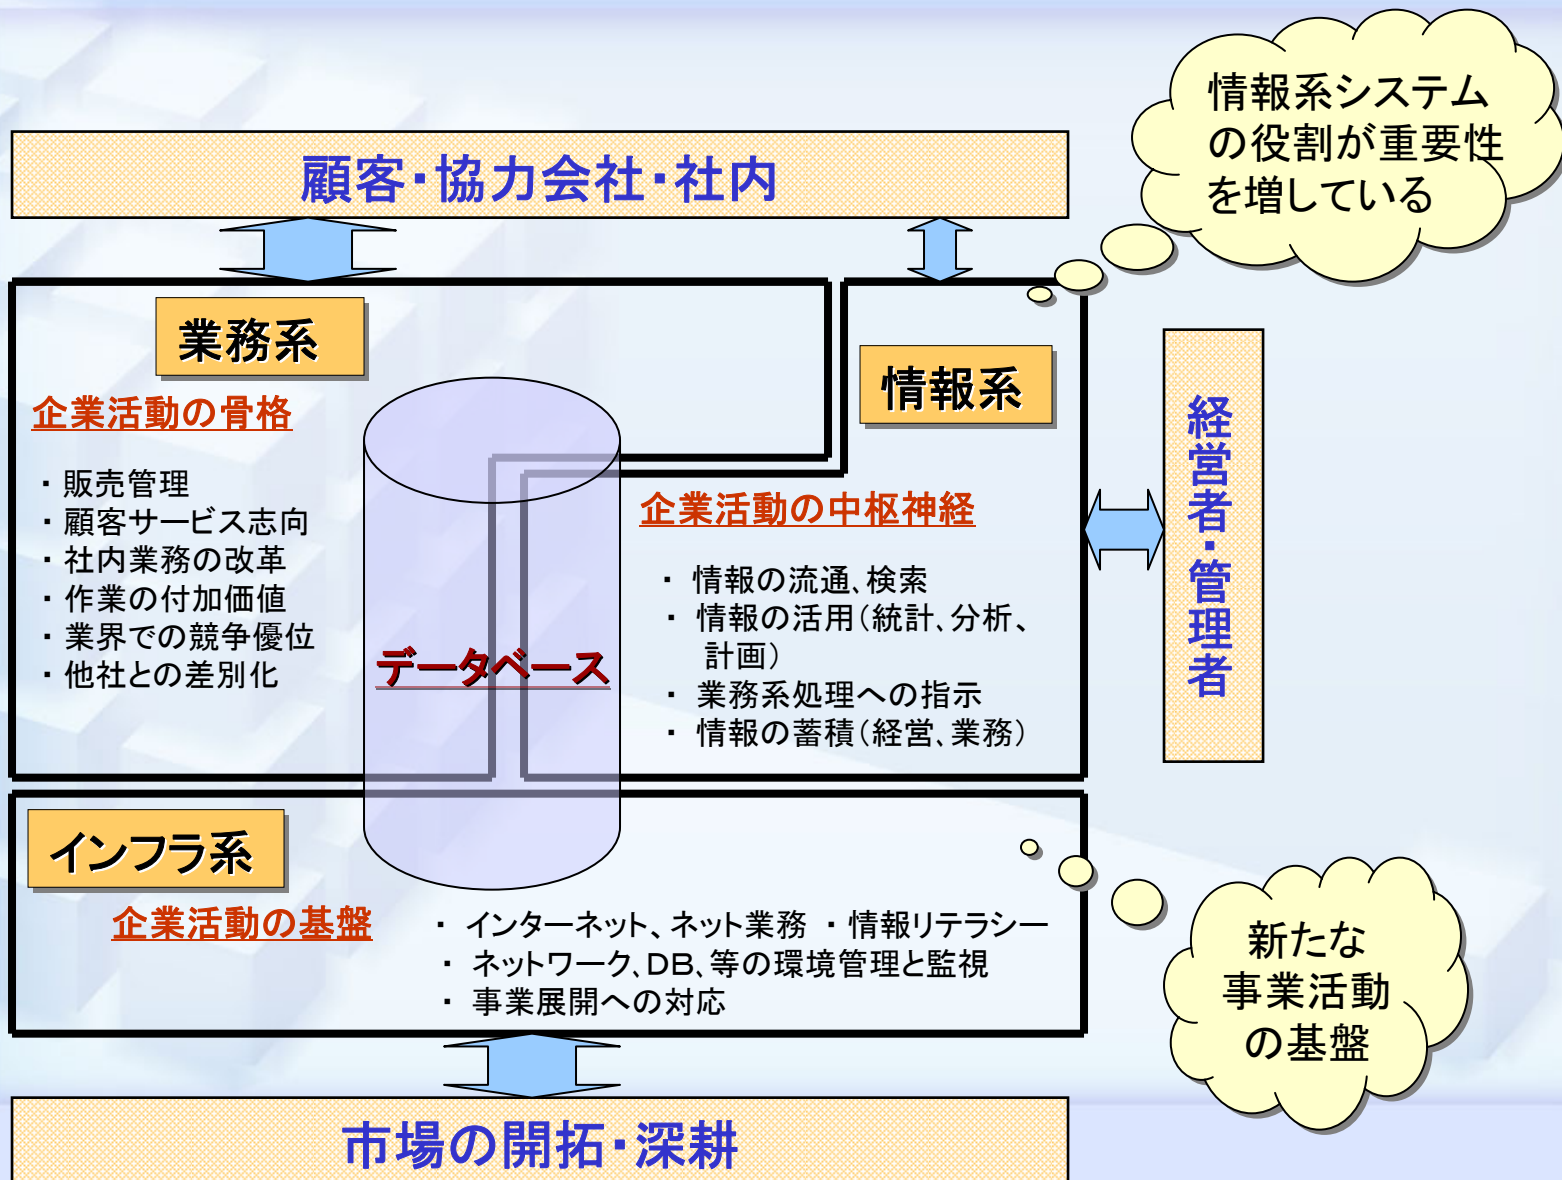 情報系システム
の役割が重要性
を増している
顧客・協力会社・社内
業務系
企業活動の骨格
・販売管理
・顧客サービス志向
・社内業務の改革
・作業の付加価値
・業界での競争優位
・他社との差別化
データベース
情報系
企業活動の中枢神経
・ 情報の流通、検索
・ 情報の活用（統計、分析、
計画）
・ 業務系処理への指示
・ 情報の蓄積（経営、業務）
経営者・管理者
インフラ系
企業活動の基盤
・ インターネット、ネット業務 ・情報リテラシー
・ ネットワーク、DB、等の環境管理と監視
・ 事業展開への対応
新たな
事業活動
の基盤
市場の開拓・深耕